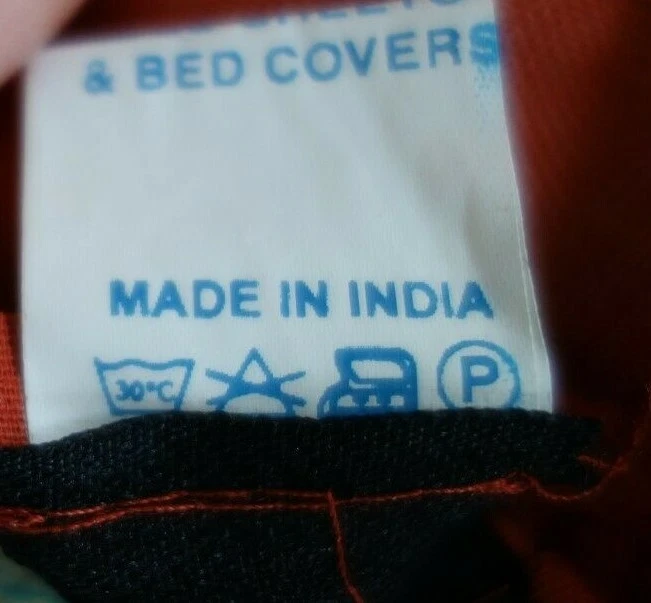 & BED COVERS
MADE IN INDIA
30°C
P